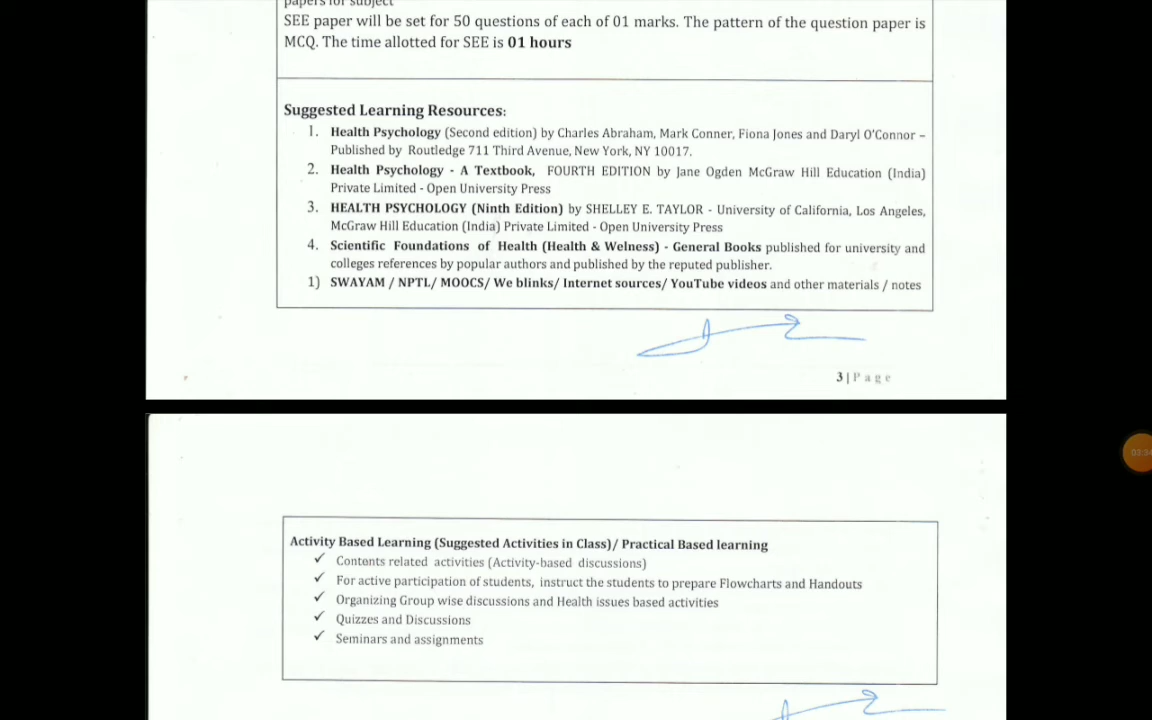 papers for subject
SEE paper will be set for 50 questions of each of 01 marks. The pattern of the question paper is
MCQ. The time allotted for SEE is 01 hours
Suggested Learning Resources:
1. Health Psychology (Second edition) by Charles Abraham, Mark Conner, Fiona Jones and Daryl O'Connor –
Published by Routledge 711 Third Avenue, New York, NY 10017.
2. Health Psychology - A Textbook, FOURTH EDITION by Jane Ogden McGraw Hill Education (India)
Private Limited - Open University Press
3. HEALTH PSYCHOLOGY (Ninth Edition) by SHELLEY E. TAYLOR - University of California, Los Angeles,
McGraw Hill Education (India) Private Limited - Open University Press
4. Scientific Foundations of Health (Health & Welness) - General Books published for university and
colleges references by popular authors and published by the reputed publisher.
1) SWAYAM / NPTL/ MOOCS/ We blinks/ Internet sources/ YouTube videos and other materials / notes
3 | Page
Activity Based Learning (Suggested Activities in Class)/ Practical Based learning
✓ Contents related activities (Activity-based discussions)
✓ For active participation of students, instruct the students to prepare Flowcharts and Handouts
✓ Organizing Group wise discussions and Health issues based activities
✓ Quizzes and Discussions
✓ Seminars and assignments